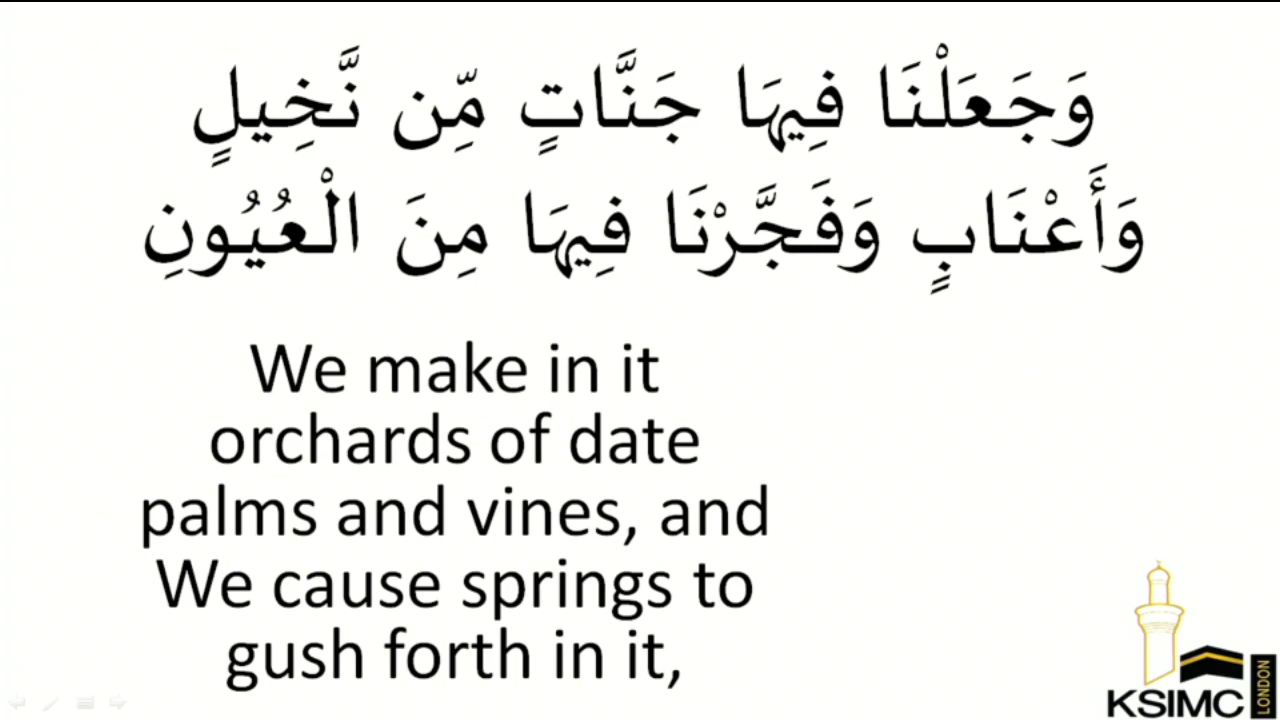 وَجَعَلْنَا فِيهَا جَنَّاتٍ مِّن نَّخِيلٍ
وَأَعْنَابٍ وَفَجَّرْنَا فِيهَا مِنَ الْعُيُونِ
We make in it
orchards of date
palms and vines, and
We cause springs to
gush forth in it,
KSIMC LONDON